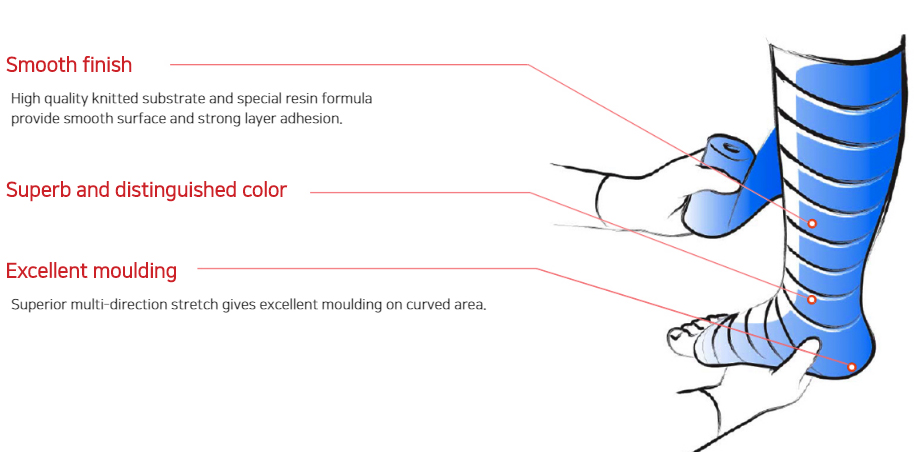 Smooth finish
High quality knitted substrate and special resin formula
provide smooth surface and strong layer adhesion.
Superb and distinguished color
Excellent moulding
Superior multi-direction stretch gives excellent moulding on curved area.